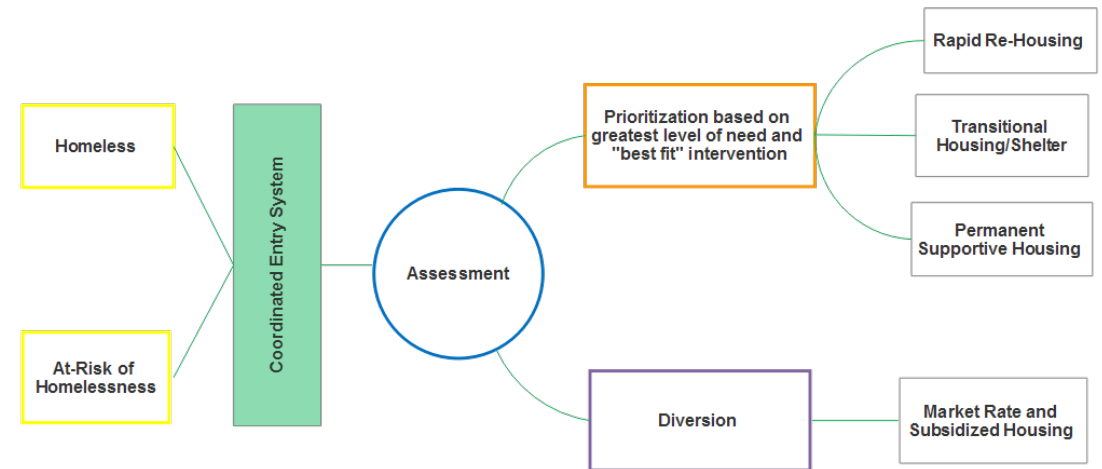 Homeless
At-Risk of
Homelessness
Coordinated Entry System
Assessment
Prioritization based on
greatest level of need and
"best fit" intervention
Diversion
Rapid Re-Housing
Transitional
Housing/Shelter
Permanent
Supportive Housing
Market Rate and
Subsidized Housing